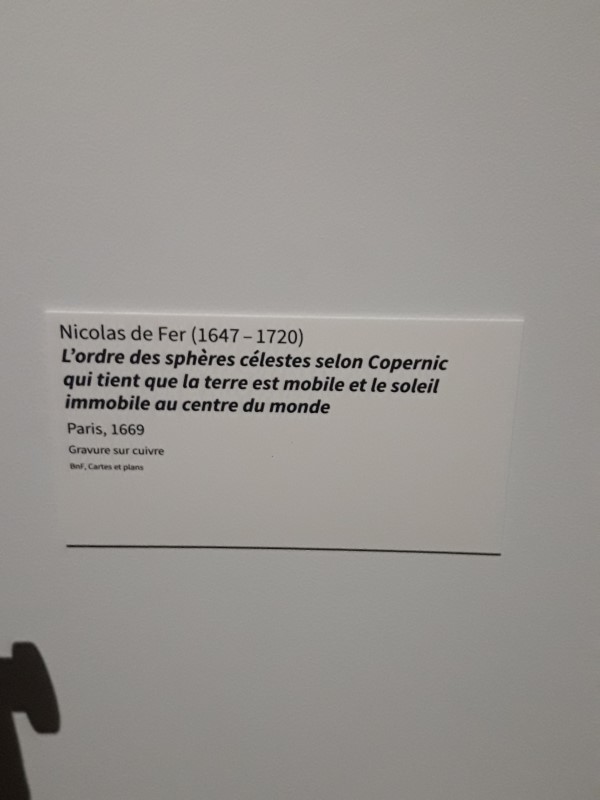 Nicolas de Fer (1647 – 1720)
L’ordre des sphères célestes selon Copernic
qui tient que la terre est mobile et le soleil
immobile au centre du monde
Paris, 1669
Gravure sur cuivre
BnF, Cartes et plans